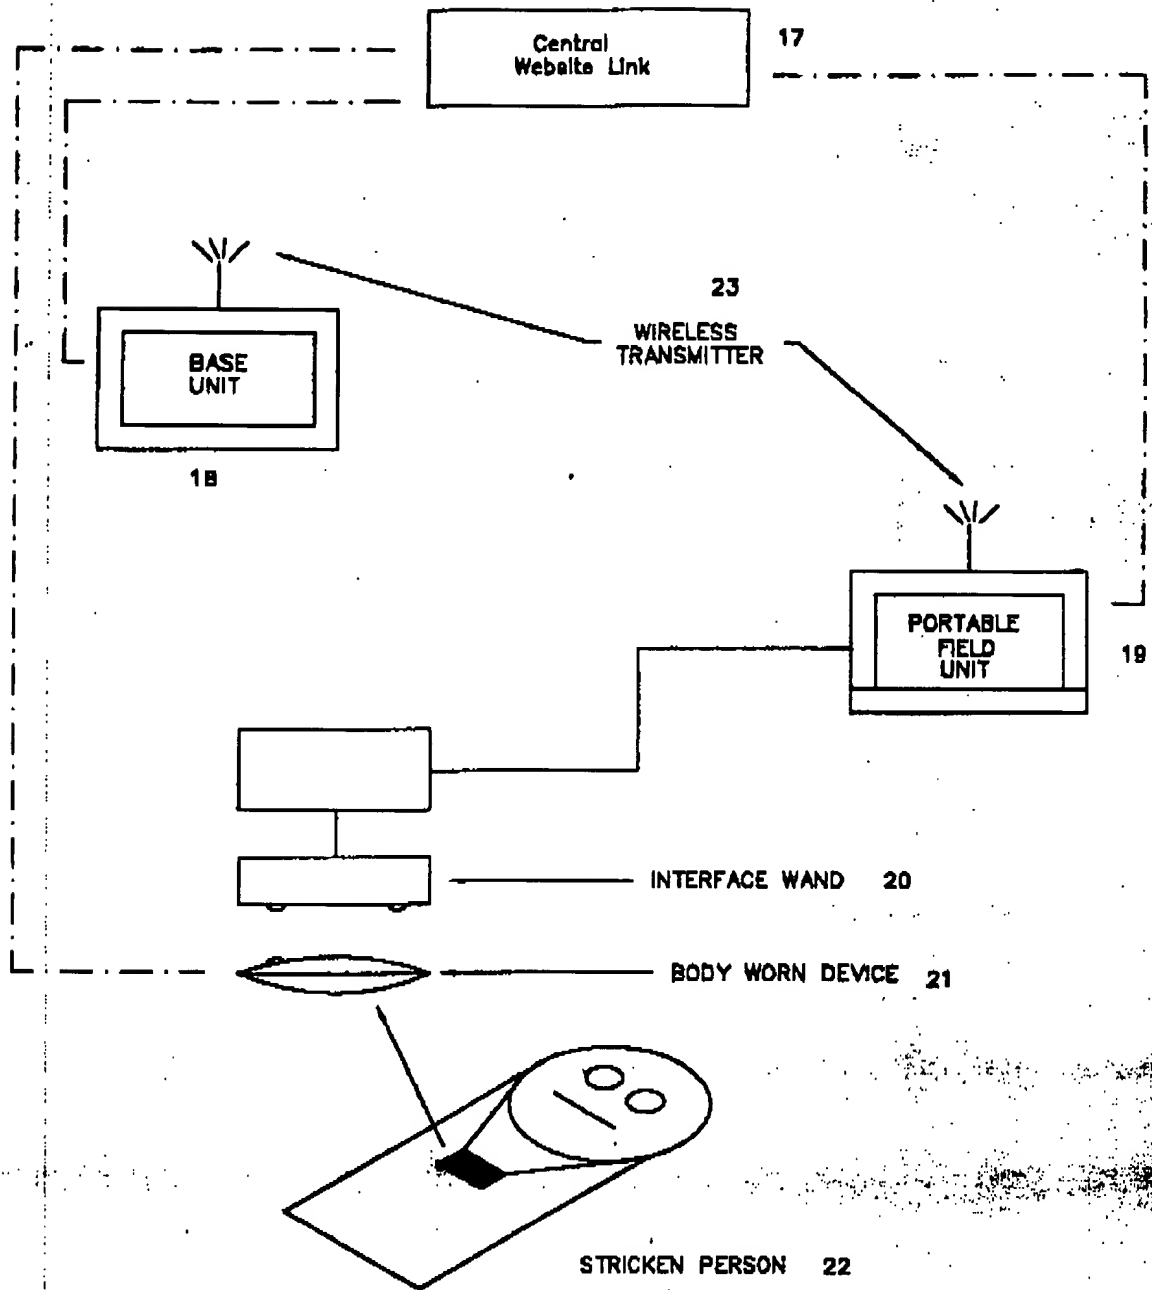 Central
Website Link
17
23
WIRELESS
TRANSMITTER
BASE
UNIT
18
PORTABLE
FIELD
UNIT
19
INTERFACE WAND 20
BODY WORN DEVICE 21
STRICKEN PERSON 22